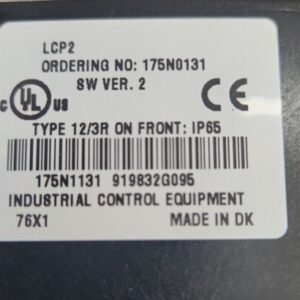 LCP2
ORDERING NO: 175N0131
SW VER. 2
C UL US CE
TYPE 12/3R ON FRONT: IP65
175N1131 919832G095
INDUSTRIAL CONTROL EQUIPMENT
76X1 MADE IN DK